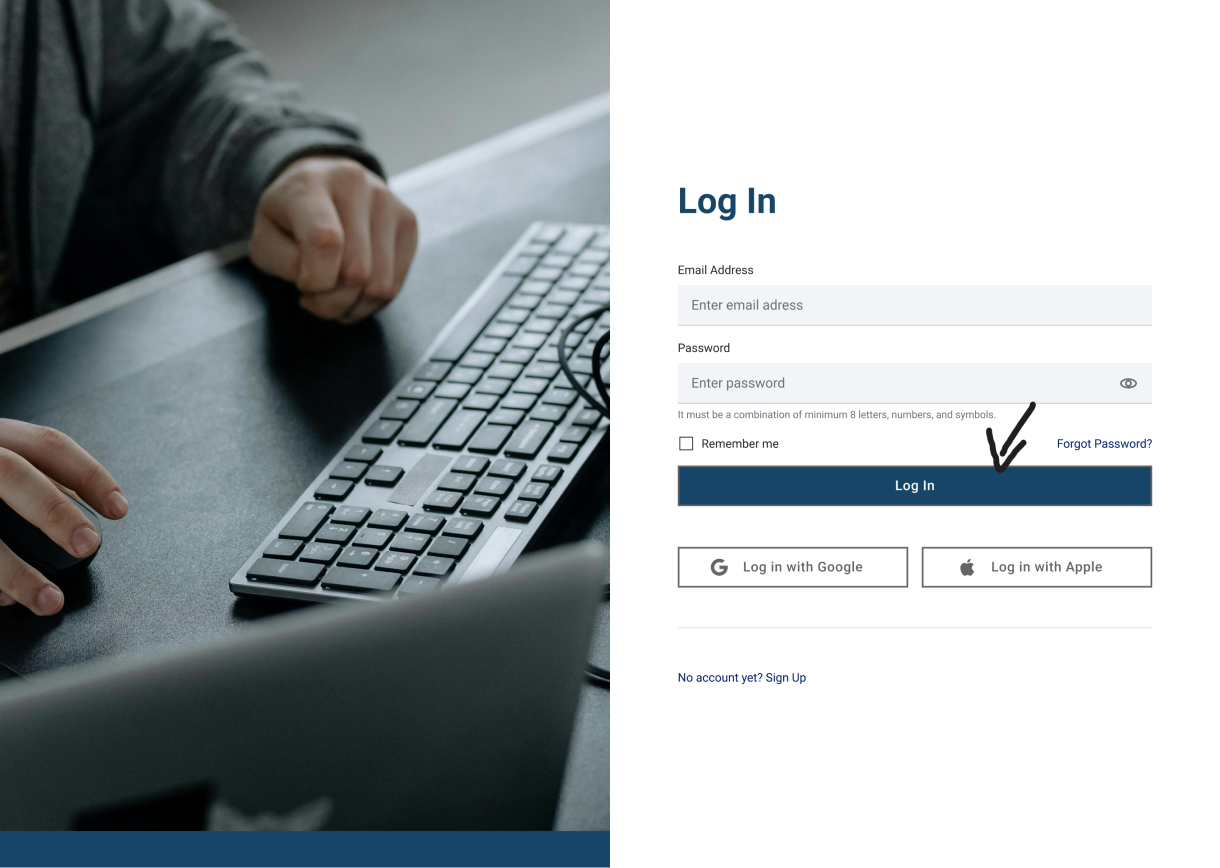 Log In
Email Address
Enter email adress
Password
Enter password
It must be a combination of minimum 8 letters, numbers, and symbols.
Remember me
Forgot Password?
Log In
Log in with Google
Log in with Apple
No account yet? Sign Up